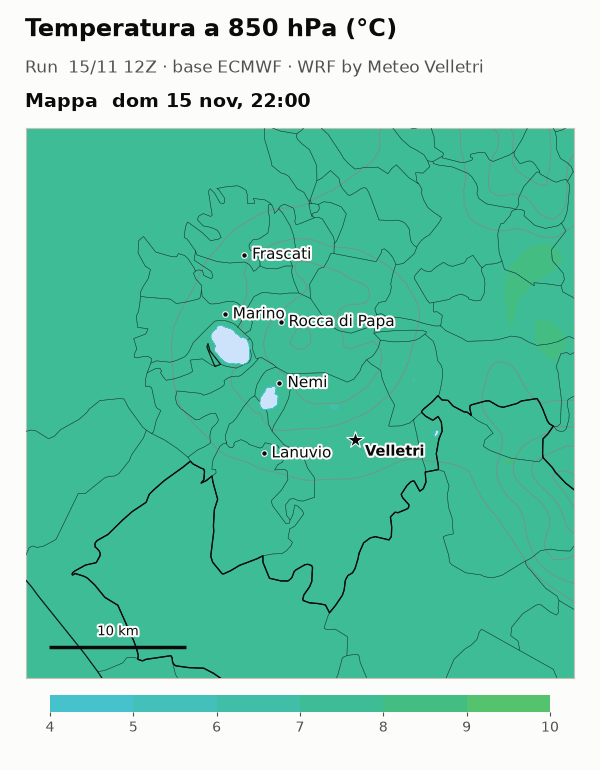 Temperatura a 850 hPa (°C)
Run  15/11 12Z · base ECMWF · WRF by Meteo Velletri
Mappa  dom 15 nov, 22:00
Frascati
Marino
Rocca di Papa
Nemi
Velletri
Lanuvio
10 km
4 5 6 7 8 9 10